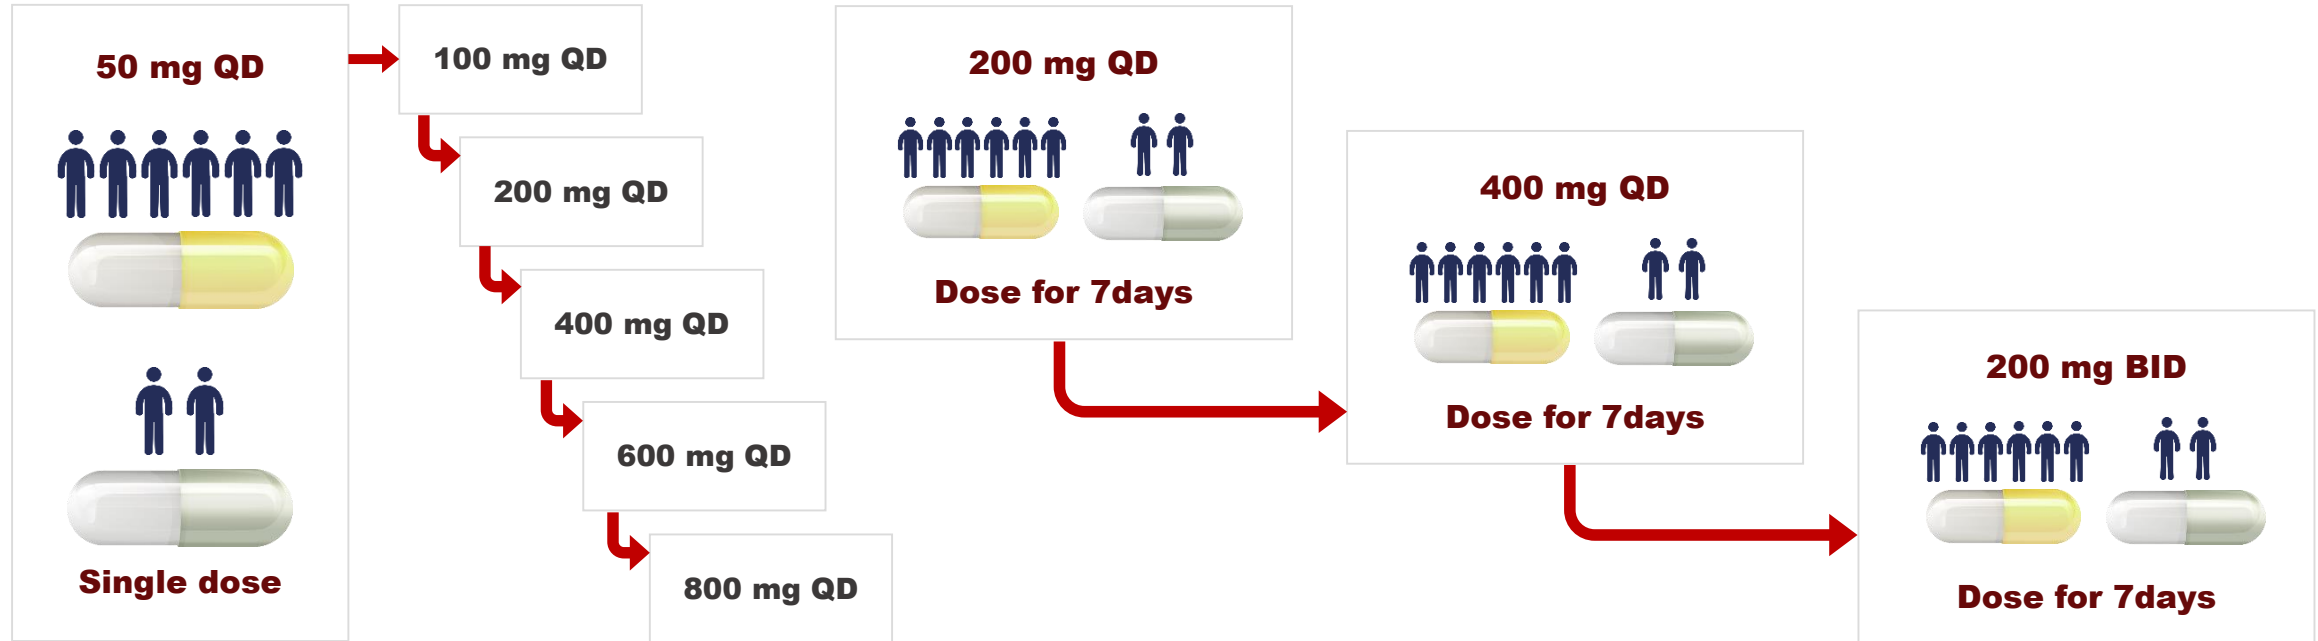 50 mg QD
Single dose
100 mg QD
200 mg QD
400 mg QD
600 mg QD
800 mg QD
200 mg QD
Dose for 7days
400 mg QD
Dose for 7days
200 mg BID
Dose for 7days